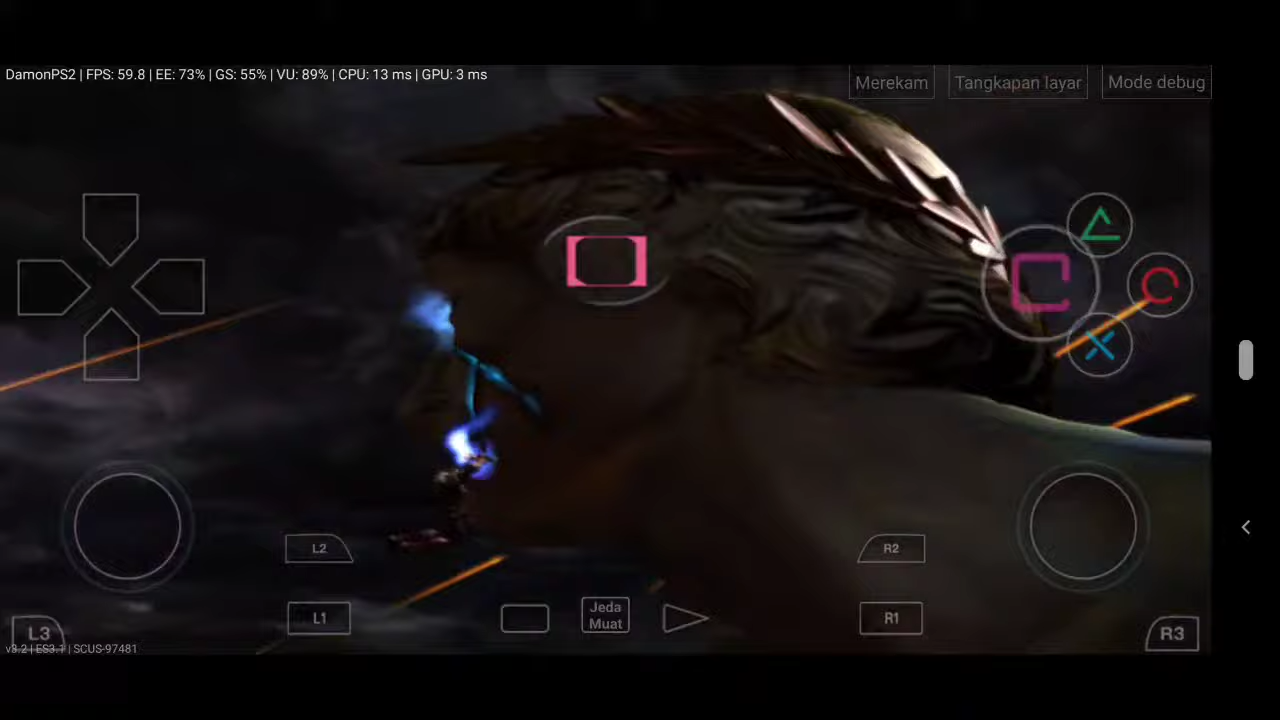 DamonPS2 | FPS: 59.8 | EE: 73% | GS: 55% | VU: 89% | CPU: 13 ms | GPU: 3 ms
Merekam
Tangkapan layar
Mode debug
L2
R2
L1
Jeda
Muat
R1
L3
R3
v3.2 | ES3.1 | SCUS-97481